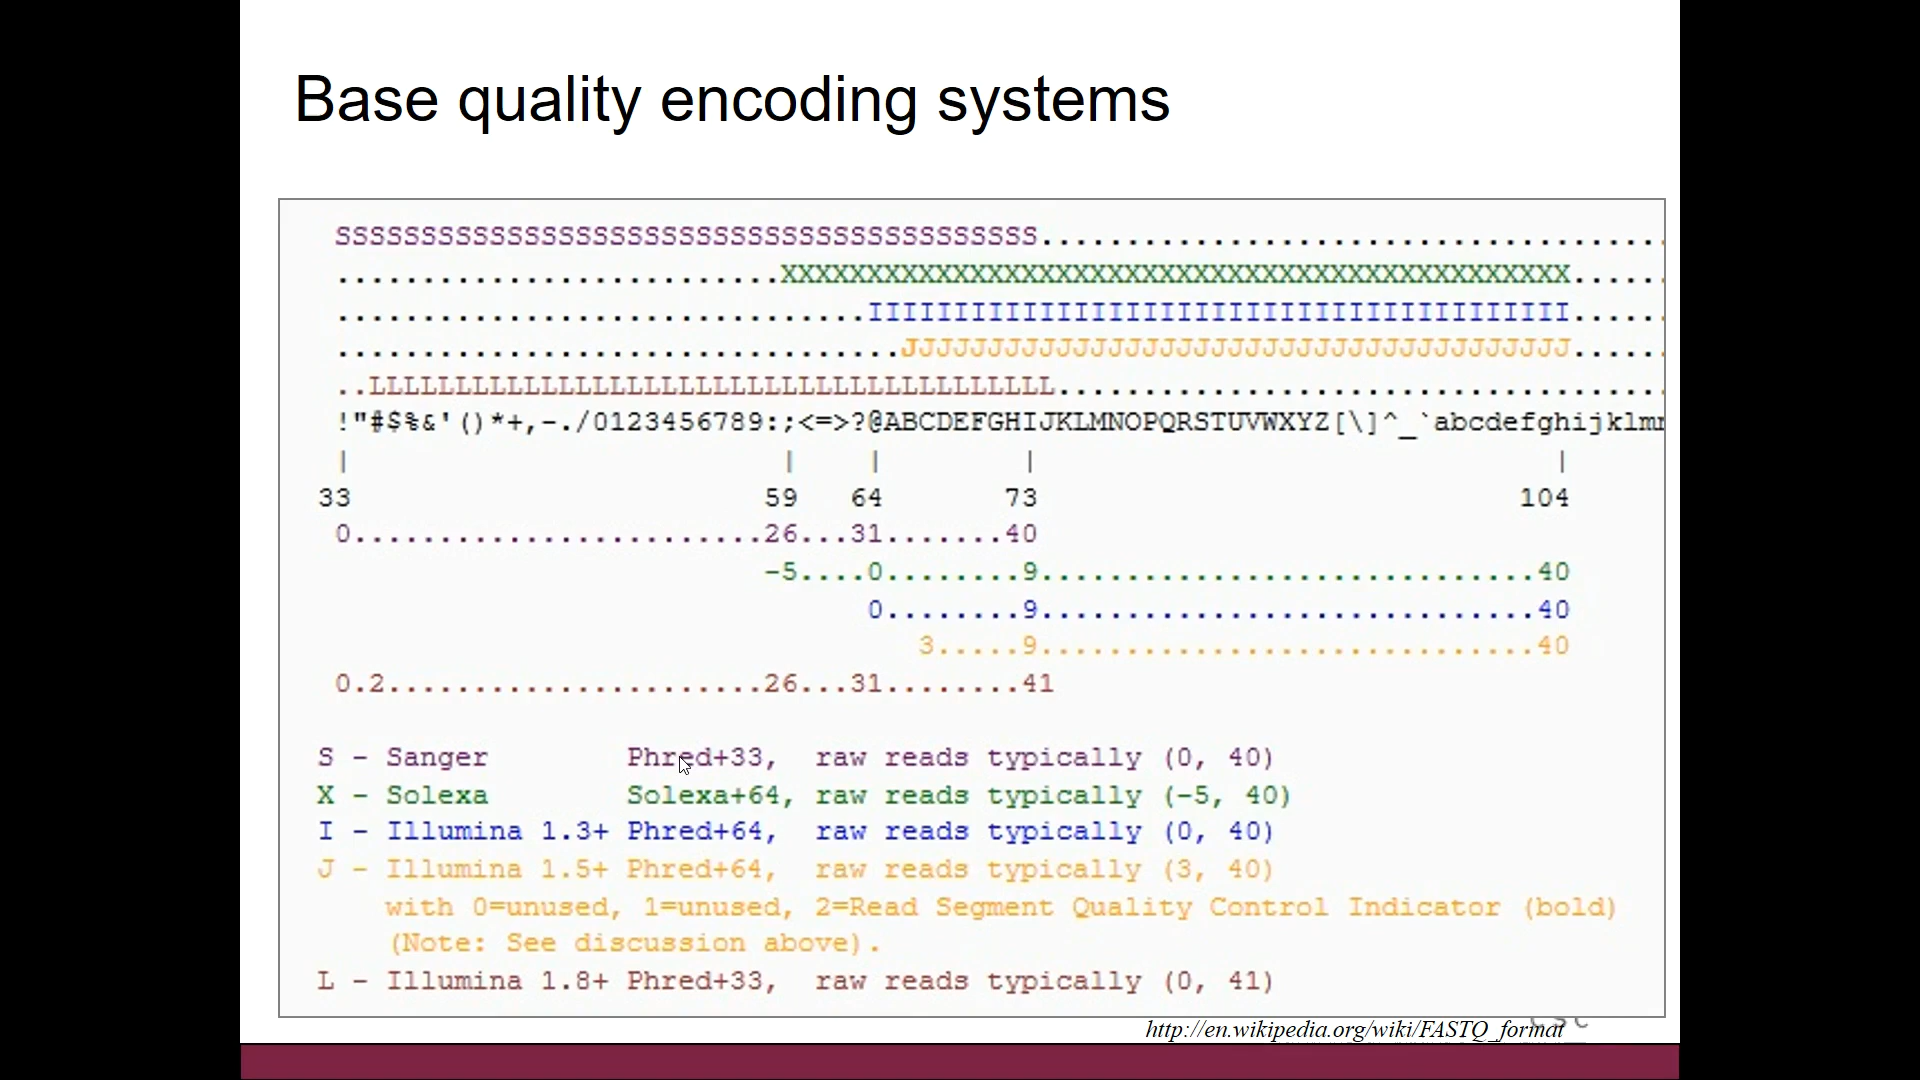 Base quality encoding systems
SSSSSSSSSSSSSSSSSSSSSSSSSSSSSSSSSSSSSSSSS.....................................
..........................XXXXXXXXXXXXXXXXXXXXXXXXXXXXXXXXXXXXXXXXXXXXXX......
...............................IIIIIIIIIIIIIIIIIIIIIIIIIIIIIIIIIIIIIIIII......
.................................JJJJJJJJJJJJJJJJJJJJJJJJJJJJJJJJJJJJJJJ......
..LLLLLLLLLLLLLLLLLLLLLLLLLLLLLLLLLLLLLLLL....................................
!"#$%&'()*+,-./0123456789:;<=>?@ABCDEFGHIJKLMNOPQRSTUVWXYZ[\]^_`abcdefghijklm
| | | | |
33 59 64 73 104
0........................26...31.......40
-5....0........9.............................40
0........9.............................40
3.....9.............................40
0.2......................26...31........41
S - Sanger Phred+33, raw reads typically (0, 40)
X - Solexa Solexa+64, raw reads typically (-5, 40)
I - Illumina 1.3+ Phred+64, raw reads typically (0, 40)
J - Illumina 1.5+ Phred+64, raw reads typically (3, 40)
with 0=unused, 1=unused, 2=Read Segment Quality Control Indicator (bold)
(Note: See discussion above).
L - Illumina 1.8+ Phred+33, raw reads typically (0, 41)
http://en.wikipedia.org/wiki/FASTQ_format